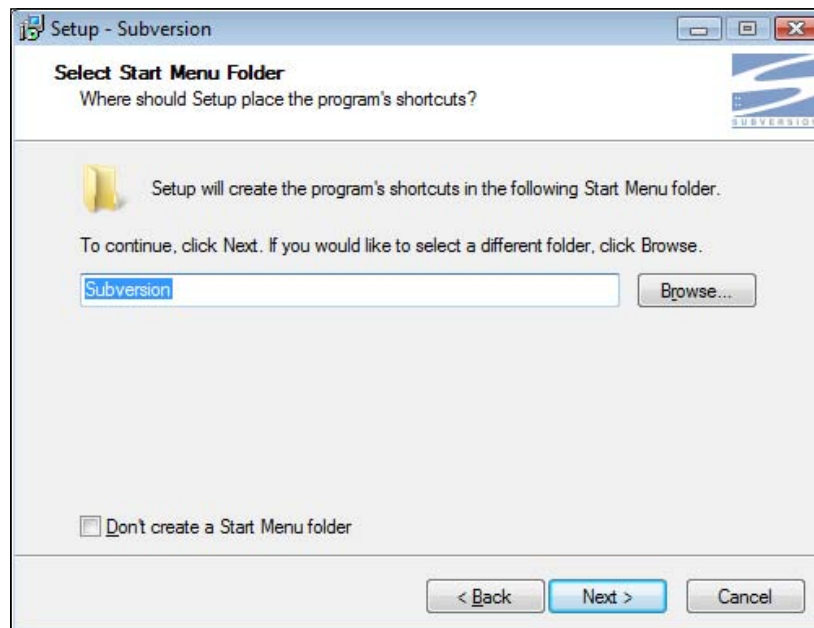 Setup - Subversion
Select Start Menu Folder
Where should Setup place the program's shortcuts?
SUBVERSION
Setup will create the program's shortcuts in the following Start Menu folder.
To continue, click Next. If you would like to select a different folder, click Browse.
Subversion
Browse...
Don't create a Start Menu folder
< Back
Next >
Cancel